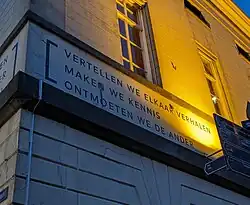 VERTELLEN WE ELKAAR VERHALEN
MAKEN WE KENNIS
ONTMOETEN WE DE ANDER